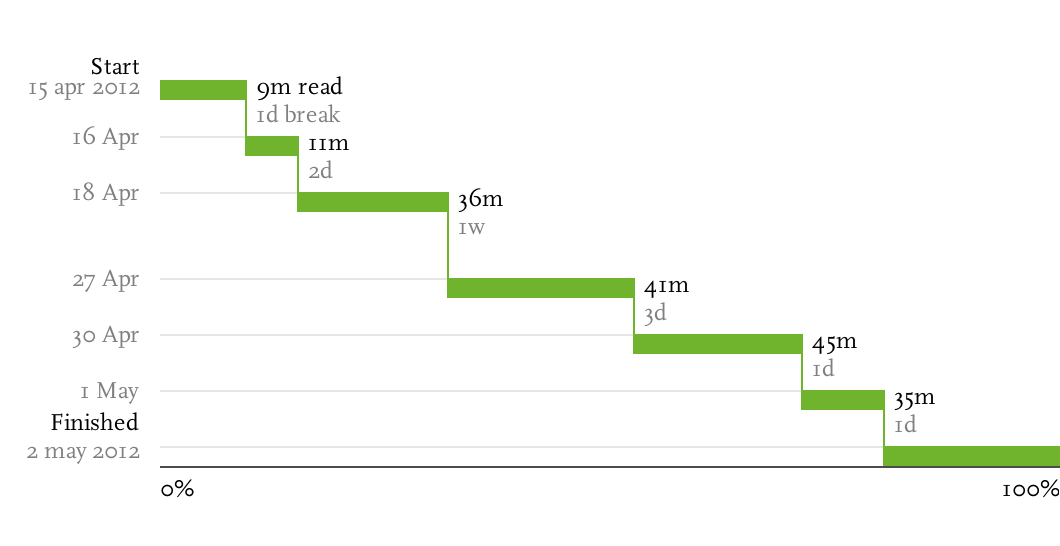 Start
15 apr 2012
9m read
1d break
16 Apr
11m
2d
18 Apr
36m
1w
27 Apr
41m
3d
30 Apr
45m
1d
1 May
35m
Finished
1d
2 may 2012
0%
100%